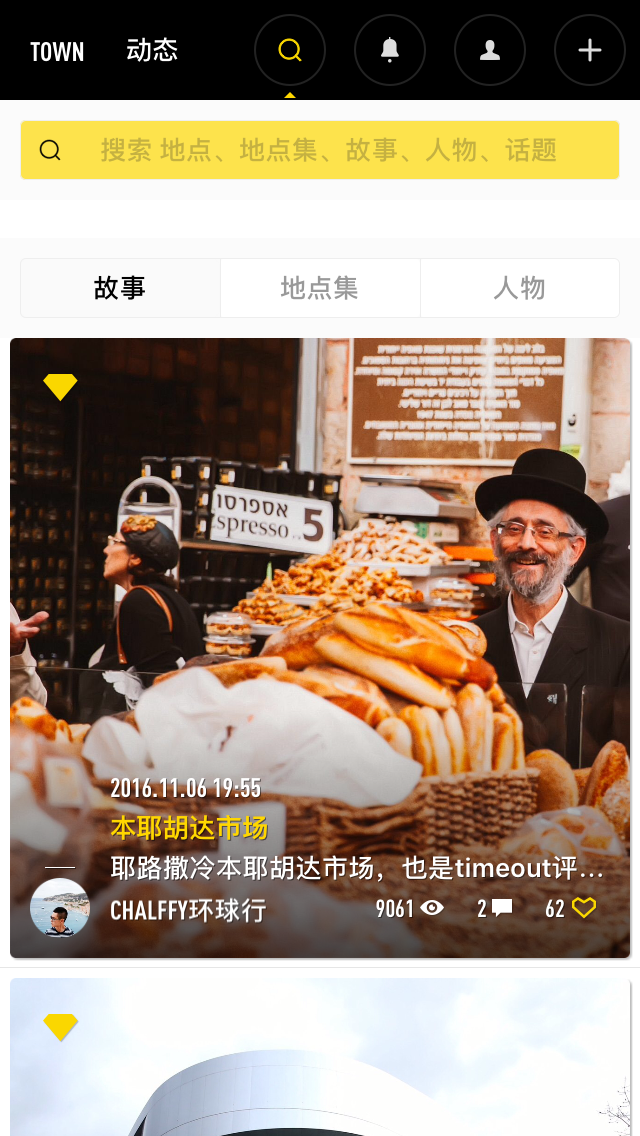 TOWN 动态
搜索 地点、地点集、故事、人物、话题
故事 地点集 人物
אספרסו
Espresso 5
2016.11.06 19:55
本耶胡达市场
耶路撒冷本耶胡达市场，也是timeout评...
CHALFFY环球行 9061 2 62